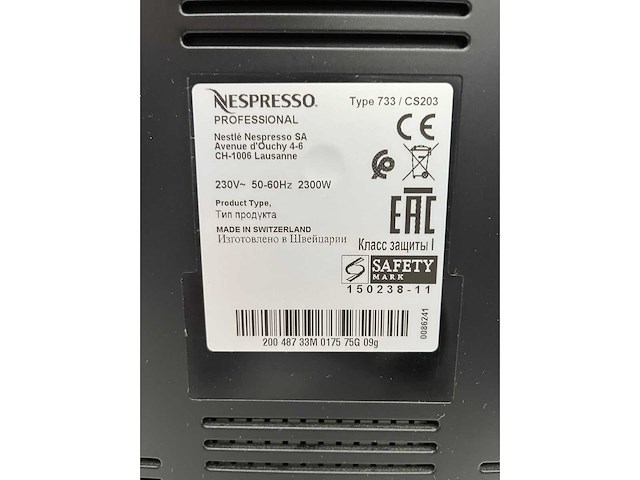 NESPRESSO.
Type 733 / CS203
PROFESSIONAL
Nestlé Nespresso SA
Avenue d'Ouchy 4-6
CH-1006 Lausanne
CE
230V~ 50-60Hz 2300W
Product Type,
Тип продукта
EAC
MADE IN SWITZERLAND
Изготовлено в Швейцарии
Класс защиты I
SAFETY
MARK
150238-11
0086241
200 487 33M 0175 75G 09g